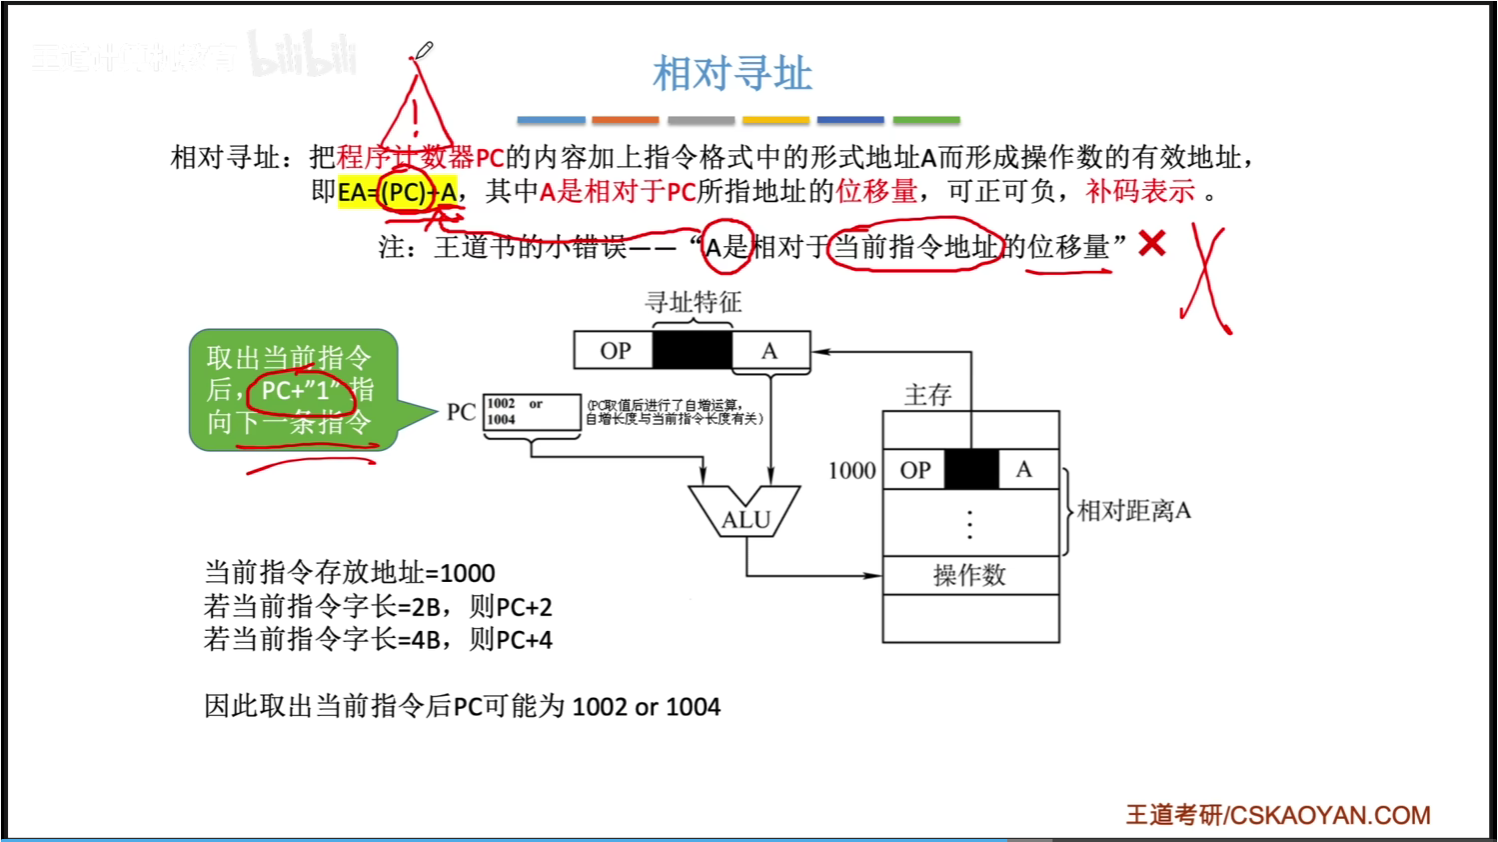 相对寻址
相对寻址：把程序计数器PC的内容加上指令格式中的形式地址A而形成操作数的有效地址，
即EA=(PC)+A，其中A是相对于PC所指地址的位移量，可正可负，补码表示 。
注：王道书的小错误——“A是相对于当前指令地址的位移量”
寻址特征
OP A
取出当前指令
后，PC+”1”指
向下一条指令
PC
1002 or
1004
(PC取值后进行了自增运算，
自增长度与当前指令长度有关)
主存
1000 OP A
ALU
相对距离A
操作数
当前指令存放地址=1000
若当前指令字长=2B，则PC+2
若当前指令字长=4B，则PC+4
因此取出当前指令后PC可能为 1002 or 1004
王道考研/CSKAOYAN.COM
bilibili